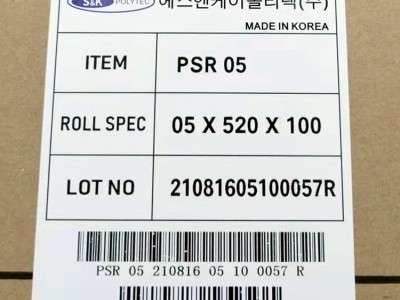 S&K POLYTEC 에스앤케이폴리텍(주)
MADE IN KOREA
ITEM PSR 05
ROLL SPEC 05 X 520 X 100
LOT NO 21081605100057R
PSR 05 210816 05 10 0057 R